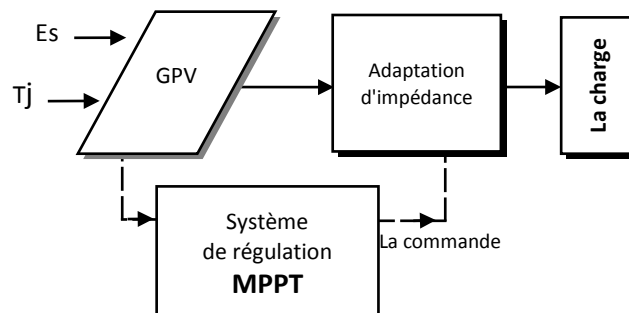 Es
Tj
GPV
Adaptation
d'impédance
La charge
Système
de régulation
MPPT
La commande